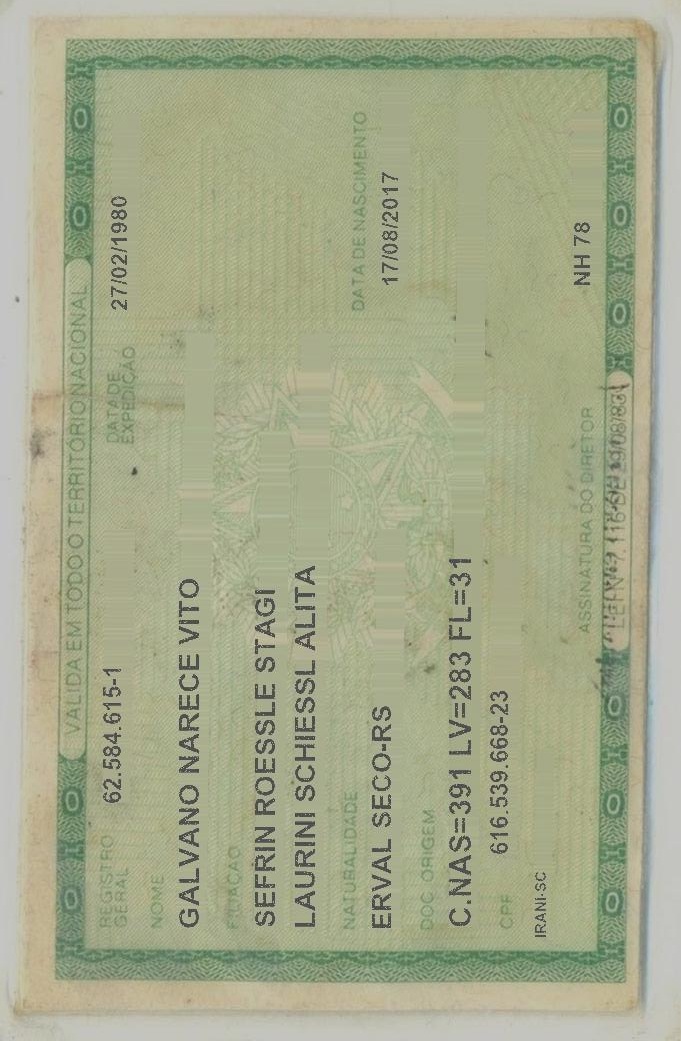 VÁLIDA EM TODO O TERRITÓRIO NACIONAL
REGISTRO GERAL 62.584.615-1 DATA DE EXPEDIÇÃO 27/02/1980
NOME
GALVANO NARECE VITO
FILIAÇÃO
SEFRIN ROESSLE STAGI
LAURINI SCHIESSL ALITA
NATURALIDADE DATA DE NASCIMENTO
ERVAL SECO-RS 17/08/2017
DOC ORIGEM
C.NAS=391 LV=283 FL=31
CPF 616.539.668-23
IRANI-SC
NH 78
ASSINATURA DO DIRETOR
LEI Nº 7.116 DE 29/08/83